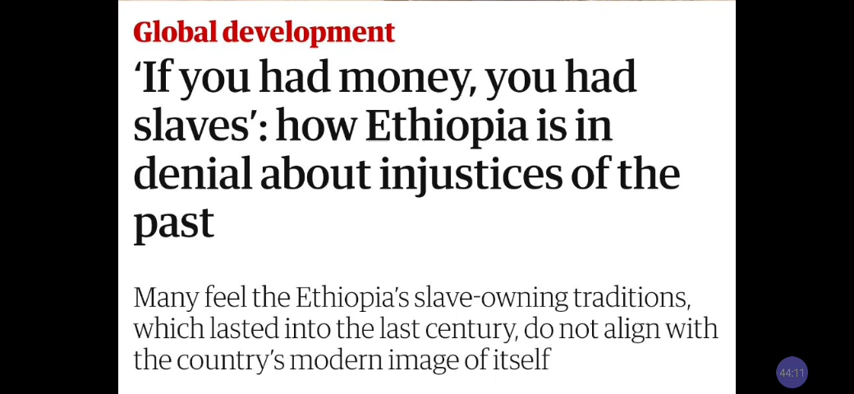 Global development
‘If you had money, you had
slaves’: how Ethiopia is in
denial about injustices of the
past
Many feel the Ethiopia’s slave-owning traditions,
which lasted into the last century, do not align with
the country’s modern image of itself
44:11